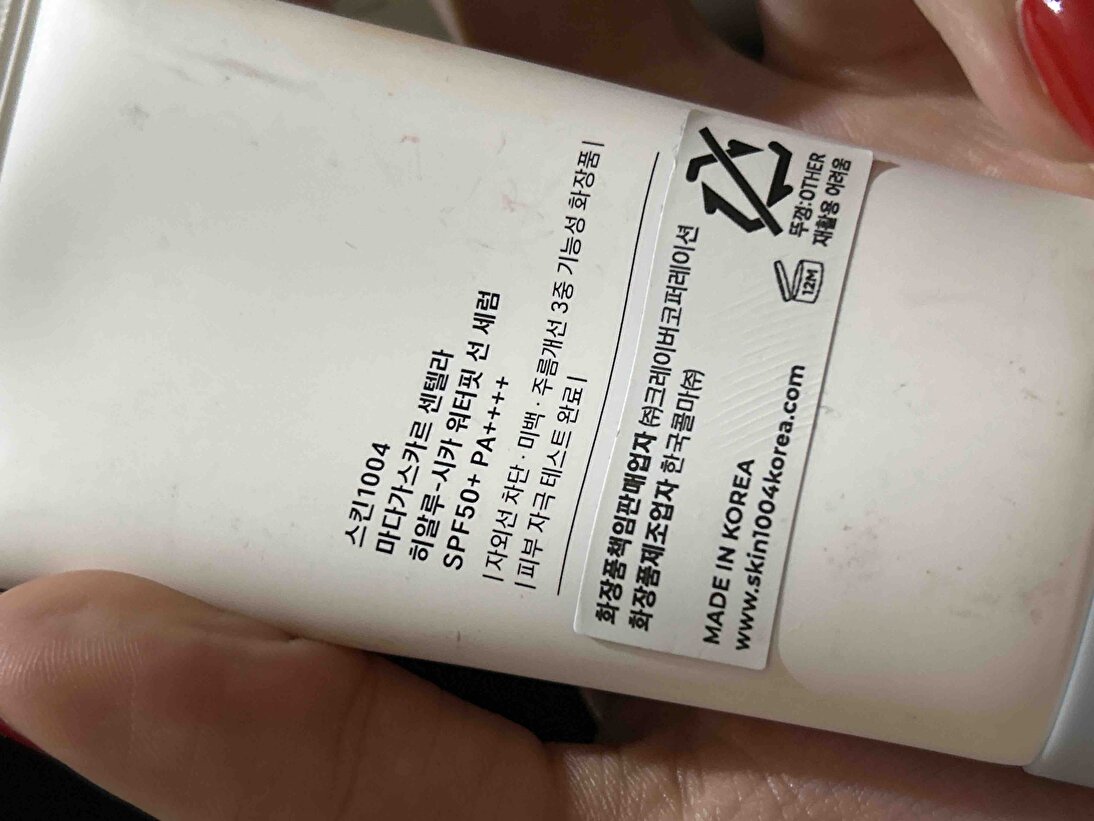 스킨1004
마다가스카르 센텔라
히알루-시카 워터핏 선 세럼
SPF50+ PA++++
|자외선 차단 · 미백 · 주름개선 3중 기능성 화장품|
|피부 자극 테스트 완료|
화장품책임판매업자 ㈜크레이버코퍼레이션
화장품제조업자 한국콜마㈜
MADE IN KOREA
www.skin1004korea.com
12M
뚜껑:OTHER
재활용 어려움